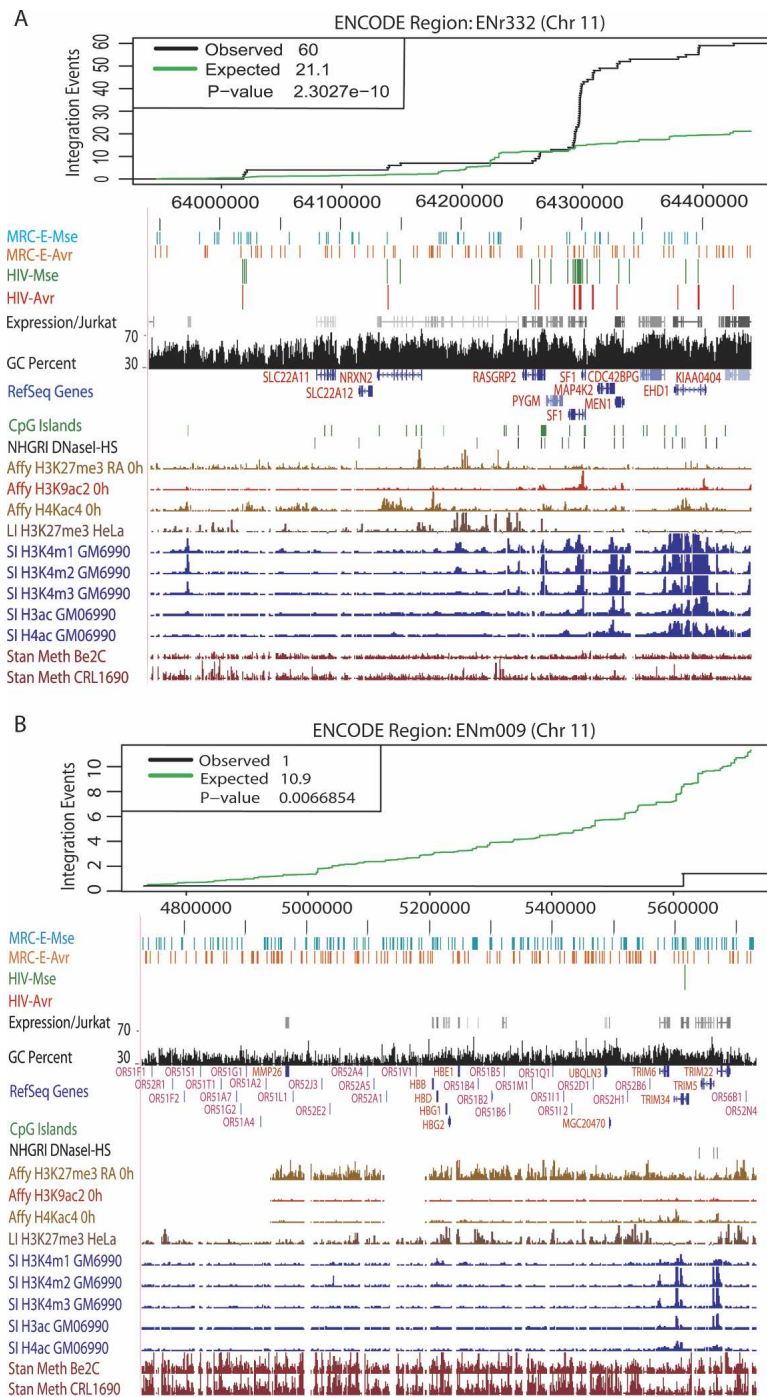 A
ENCODE Region: ENr332 (Chr 11)
Observed 60
Expected 21.1
P−value 2.3027e−10
Integration Events
0 10 20 30 40 50 60
64000000 64100000 64200000 64300000 64400000
MRC-E-Mse
MRC-E-Avr
HIV-Mse
HIV-Avr
Expression/Jurkat
70
GC Percent
30
SLC22A11 NRXN2 RASGRP2 SF1 CDC42BPG KIAA0404
RefSeq Genes
SLC22A12 MAP4K2 EHD1
PYGM MEN1
SF1
CpG Islands
NHGRI DNaseI-HS
Affy H3K27me3 RA 0h
Affy H3K9ac2 0h
Affy H4Kac4 0h
LI H3K27me3 HeLa
SI H3K4m1 GM6990
SI H3K4m2 GM6990
SI H3K4m3 GM6990
SI H3ac GM06990
SI H4ac GM06990
Stan Meth Be2C
Stan Meth CRL1690
B
ENCODE Region: ENm009 (Chr 11)
Observed 1
Expected 10.9
P−value 0.0066854
Integration Events
0 2 4 6 8 10
4800000 5000000 5200000 5400000 5600000
MRC-E-Mse
MRC-E-Avr
HIV-Mse
HIV-Avr
Expression/Jurkat
70
GC Percent
30
OR51F1 OR51S1 OR51G1 MMP26 OR52A4 OR51V1 HBE1 OR51B5 OR51Q1 UBQLN3 TRIM6 TRIM22
OR52R1 OR51T1 OR51A2 OR52J3 OR52A5 HBB OR51B4 OR51M1 OR52D1 OR52B6 TRIM5
RefSeq Genes
OR51F2 OR51A7 OR51L1 OR52A1 HBD OR51B2 OR51I1 OR52H1 TRIM34 OR56B1
OR51G2 OR52E2 HBG1 OR51B6 OR51I2 OR52N4
OR51A4 HBG2 MGC20470
CpG Islands
NHGRI DNaseI-HS
Affy H3K27me3 RA 0h
Affy H3K9ac2 0h
Affy H4Kac4 0h
LI H3K27me3 HeLa
SI H3K4m1 GM6990
SI H3K4m2 GM6990
SI H3K4m3 GM6990
SI H3ac GM06990
SI H4ac GM06990
Stan Meth Be2C
Stan Meth CRL1690